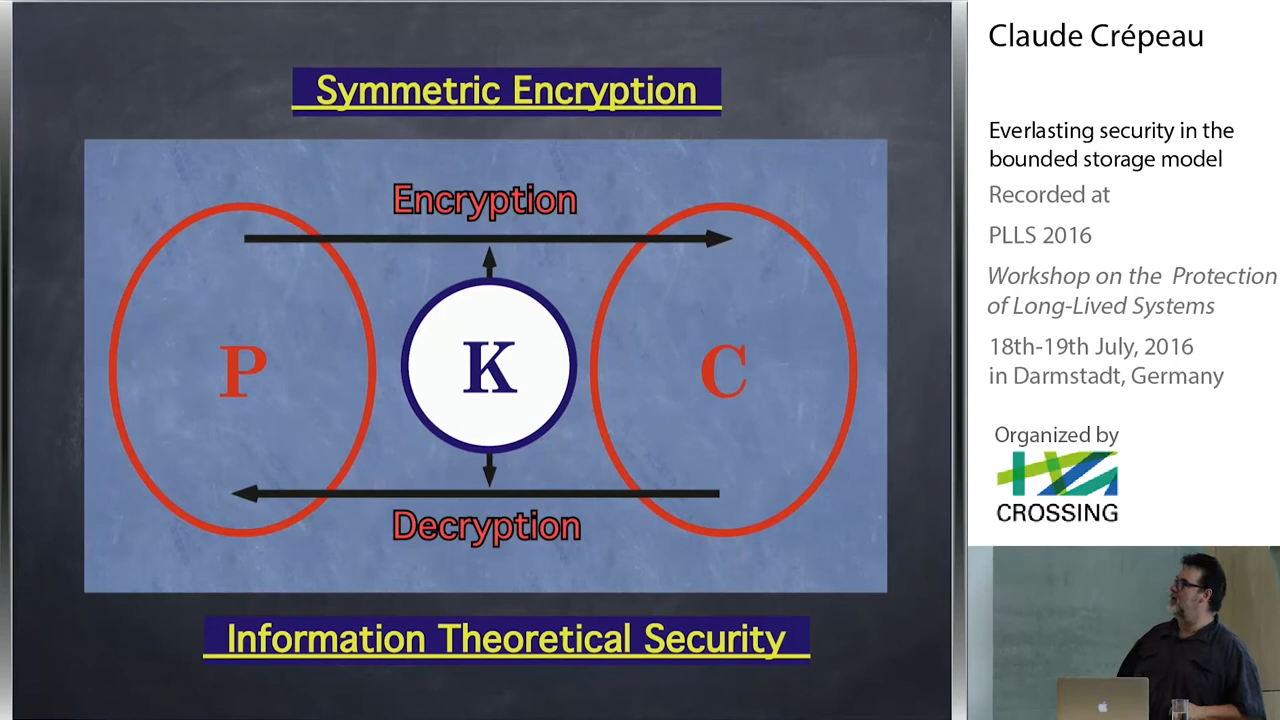 Symmetric Encryption
Encryption
P
K
C
Decryption
Information Theoretical Security
Claude Crépeau
Everlasting security in the
bounded storage model
Recorded at
PLLS 2016
Workshop on the Protection
of Long-Lived Systems
18th-19th July, 2016
in Darmstadt, Germany
Organized by
CROSSING